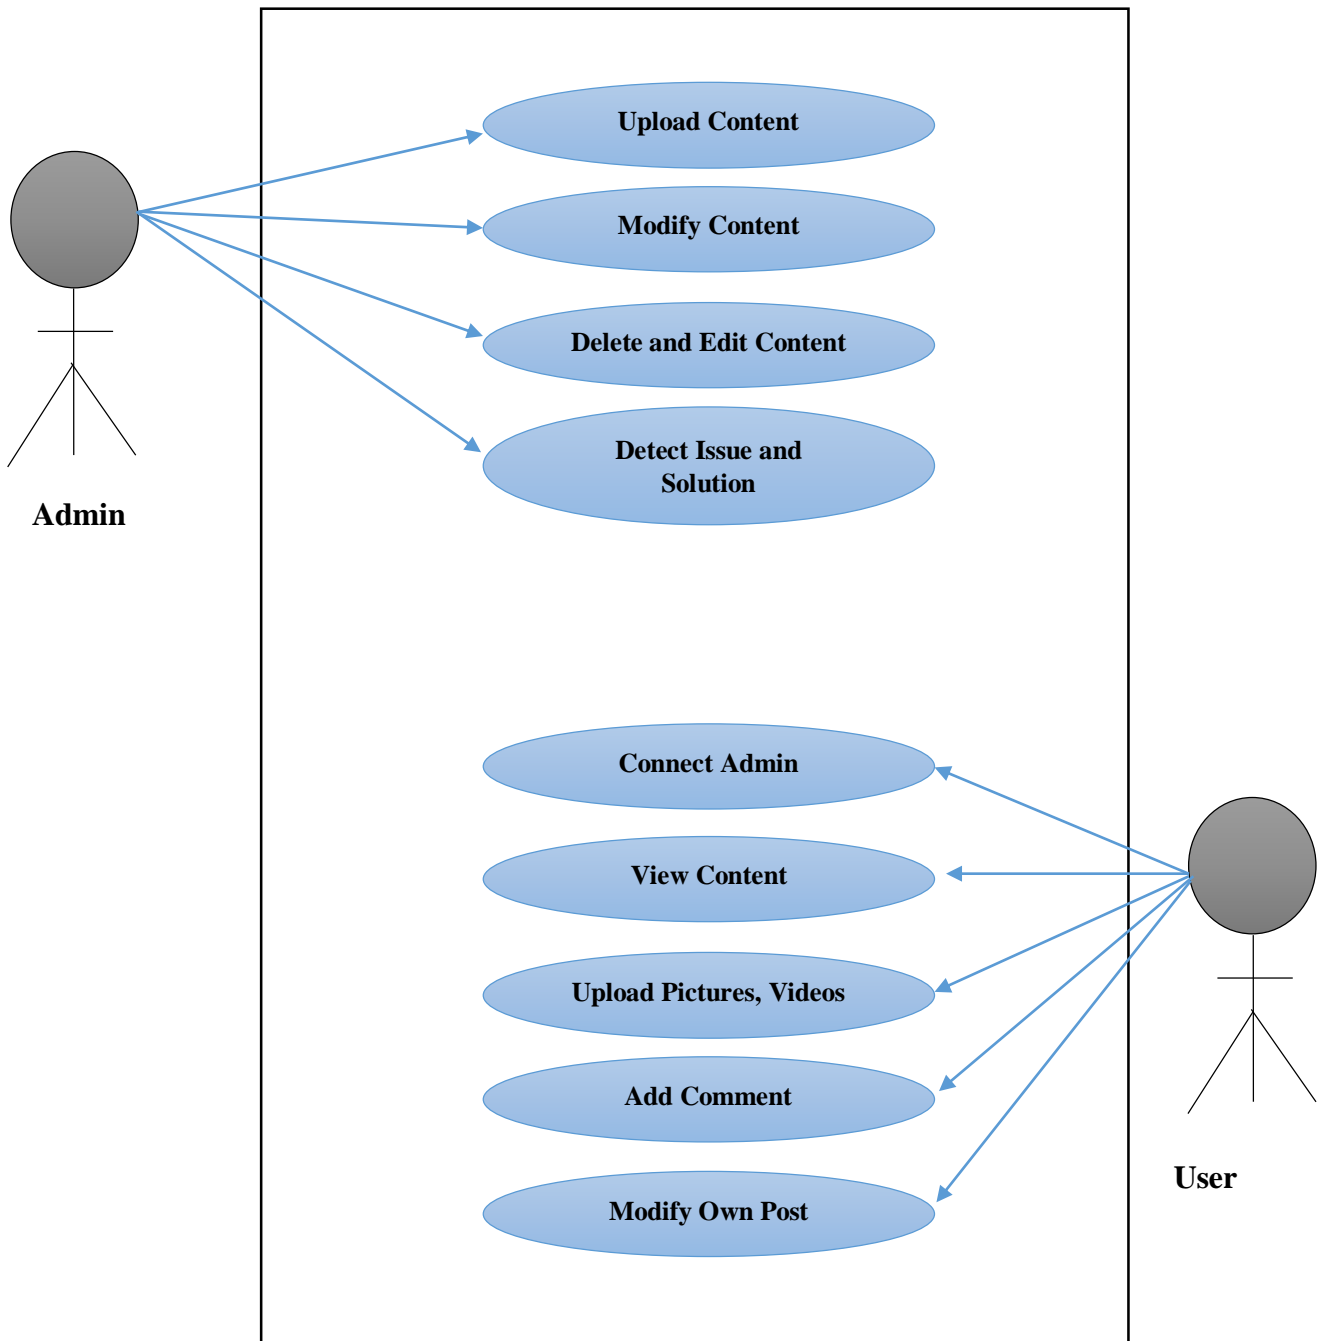 Upload Content
Modify Content
Delete and Edit Content
Detect Issue and
Solution
Admin
Connect Admin
View Content
Upload Pictures, Videos
Add Comment
User
Modify Own Post